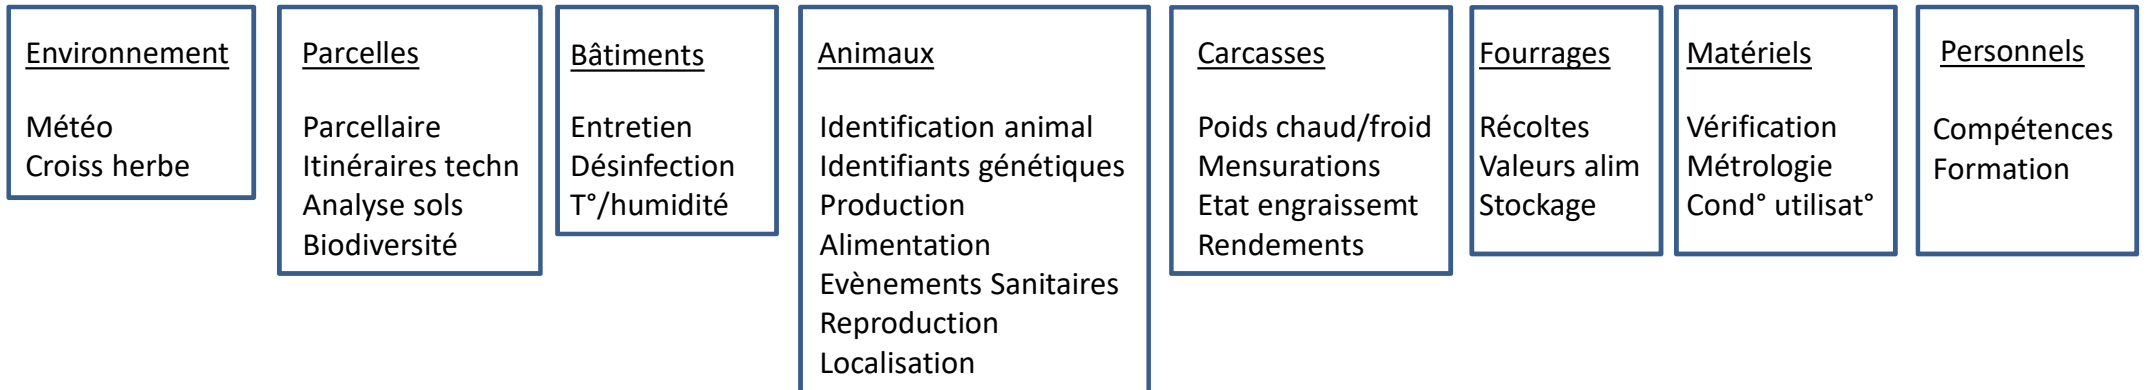 Environnement
Météo
Croiss herbe
Parcelles
Parcellaire
Itinéraires techn
Analyse sols
Biodiversité
Bâtiments
Entretien
Désinfection
T°/humidité
Animaux
Identification animal
Identifiants génétiques
Production
Alimentation
Evènements Sanitaires
Reproduction
Localisation
Carcasses
Poids chaud/froid
Mensurations
Etat engraissemt
Rendements
Fourrages
Récoltes
Valeurs alim
Stockage
Matériels
Vérification
Métrologie
Cond° utilisat°
Personnels
Compétences
Formation